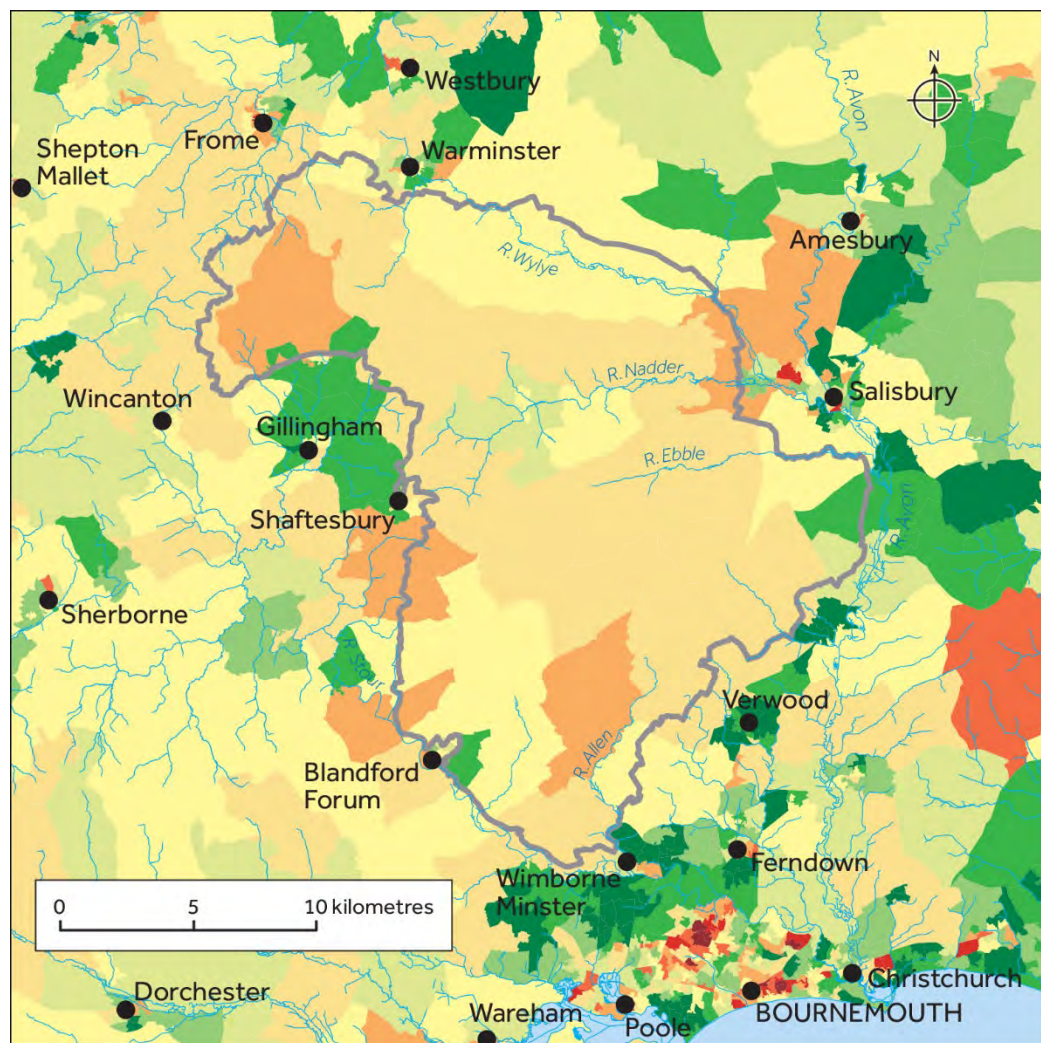 N
Westbury
R. Avon
Frome
Shepton
Mallet
Warminster
Amesbury
R. Wylye
R. Nadder
Wincanton
Salisbury
Gillingham
R. Ebble
Shaftesbury
R. Avon
Sherborne
R. Stour
Verwood
R. Allen
Blandford
Forum
Wimborne
Minster
Ferndown
0 5 10 kilometres
Dorchester
Wareham
Poole
BOURNEMOUTH
Christchurch